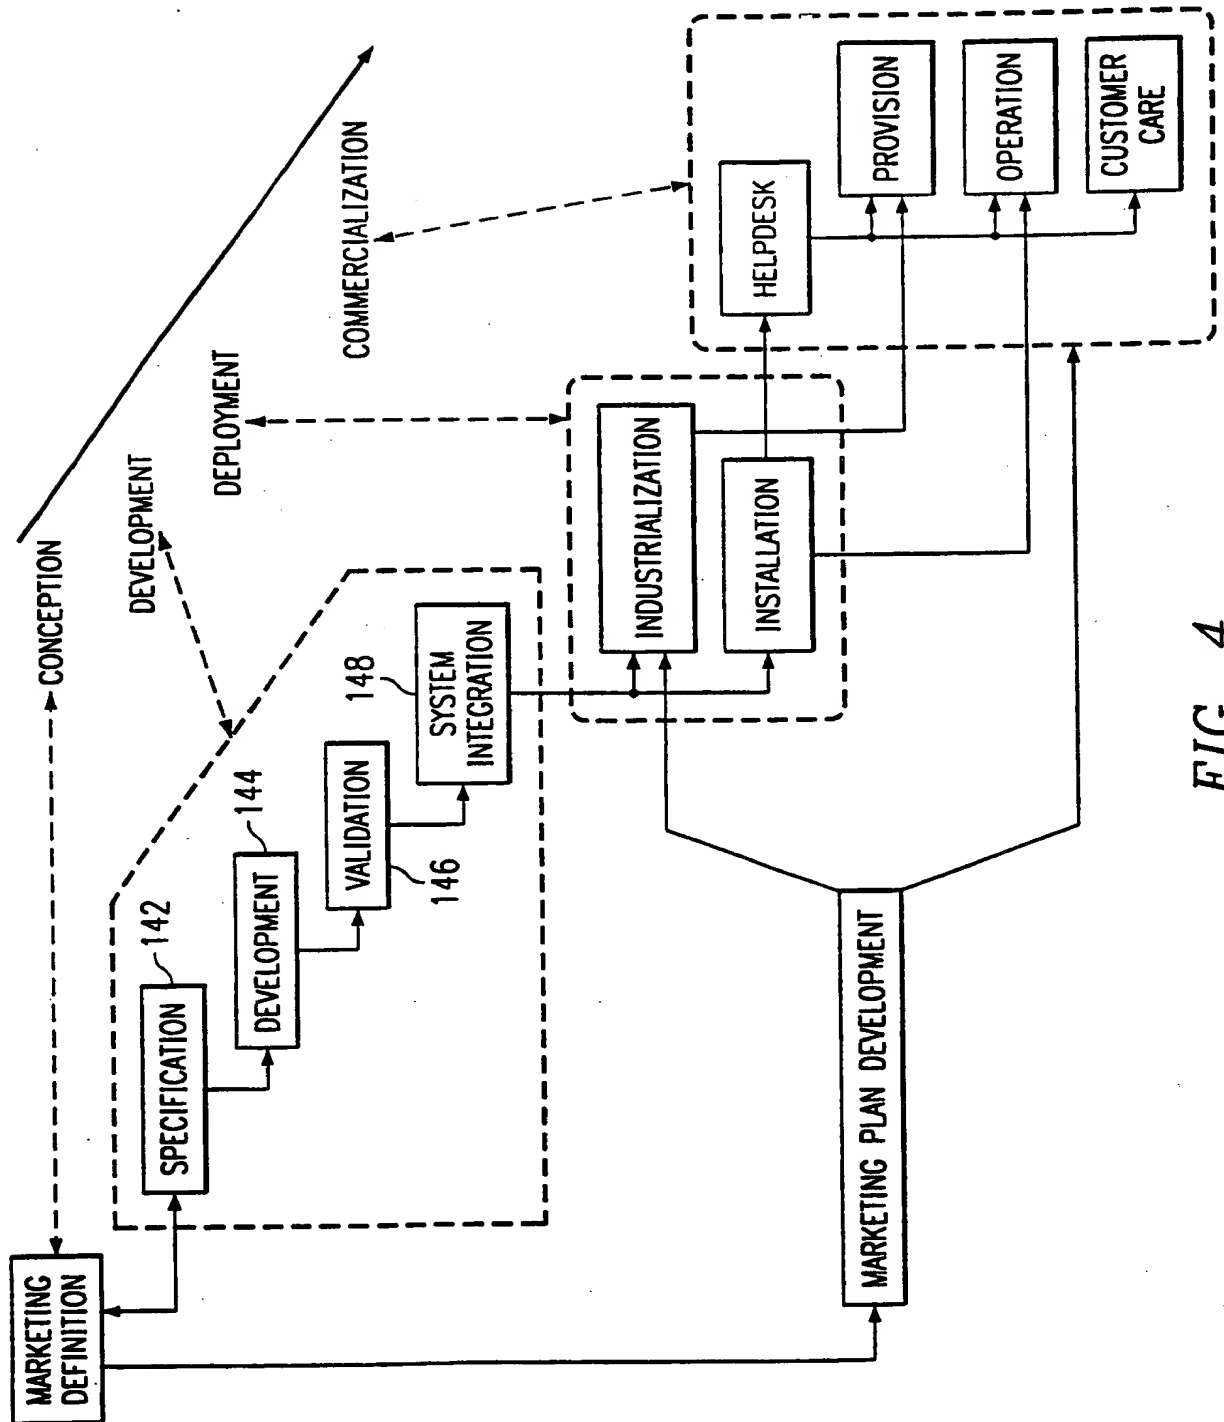 MARKETING
DEFINITION
CONCEPTION
DEVELOPMENT
DEPLOYMENT
COMMERCIALIZATION
SPECIFICATION
142
DEVELOPMENT
144
VALIDATION
146
SYSTEM
INTEGRATION
148
INDUSTRIALIZATION
INSTALLATION
HELPDESK
PROVISION
OPERATION
CUSTOMER
CARE
MARKETING PLAN DEVELOPMENT
FIG. 4